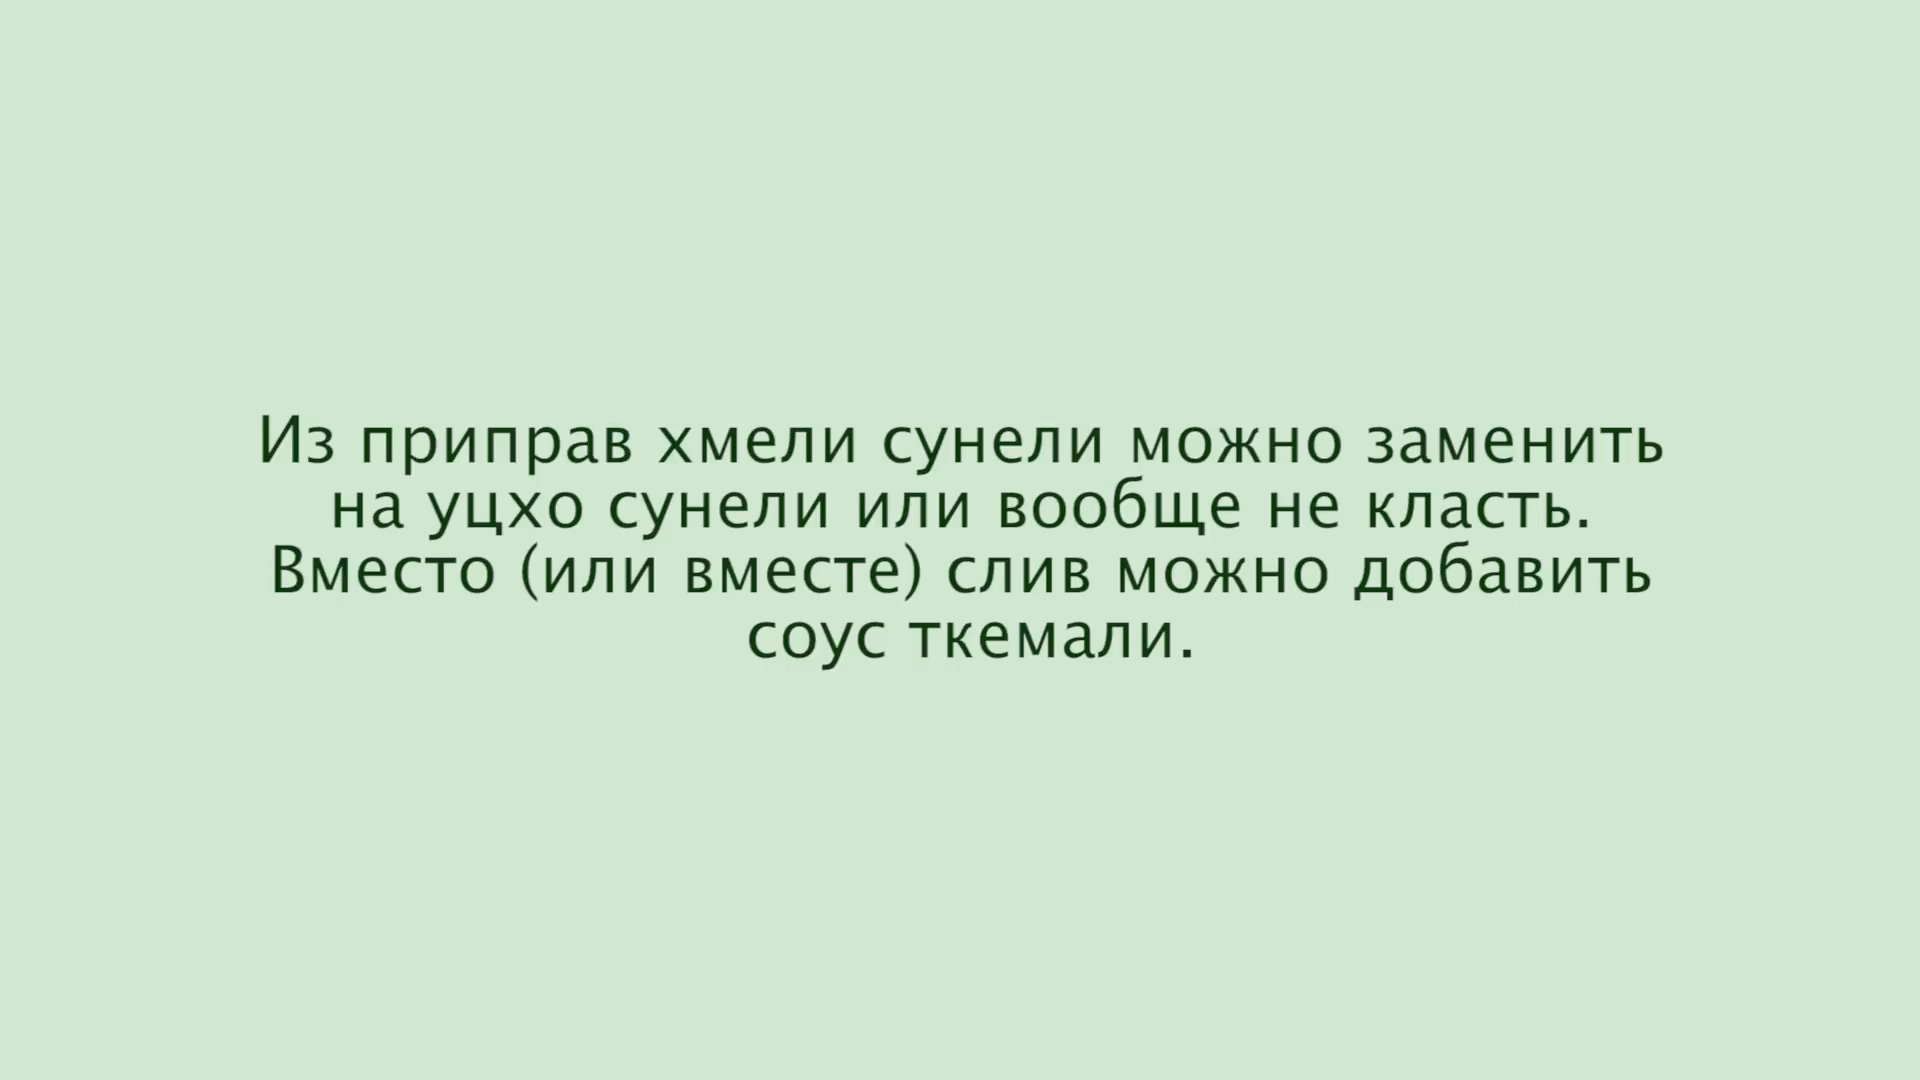 Из приправ хмели сунели можно заменить
на уцхо сунели или вообще не класть.
Вместо (или вместе) слив можно добавить
соус ткемали.